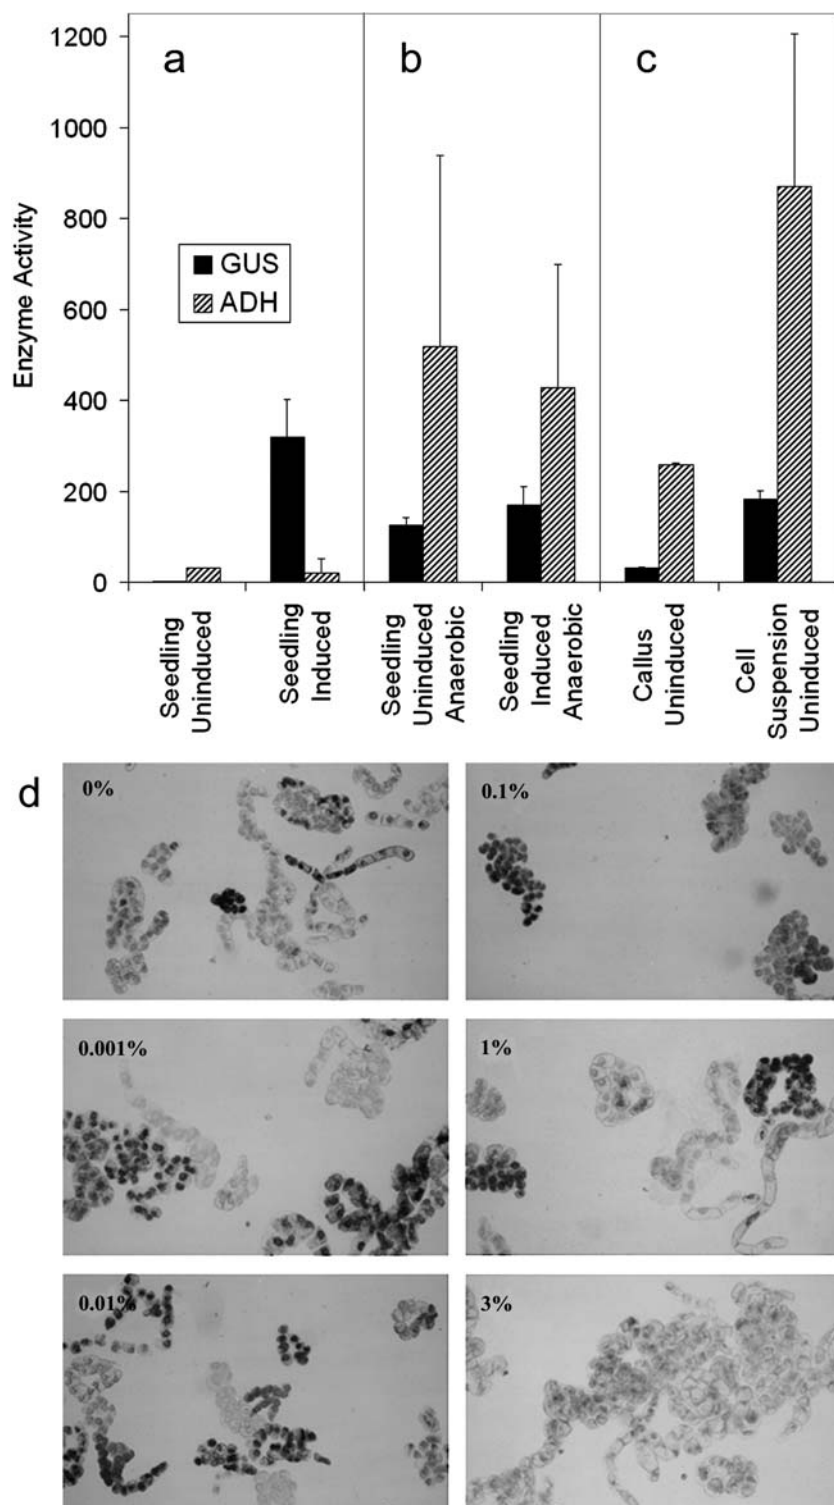 a
b
c
1200
1000
800
600
400
200
0
Enzyme Activity
GUS
ADH
Seedling
Uninduced
Seedling
Induced
Seedling
Uninduced
Anaerobic
Seedling
Induced
Anaerobic
Callus
Uninduced
Cell
Suspension
Uninduced
d
0%
0.1%
0.001%
1%
0.01%
3%